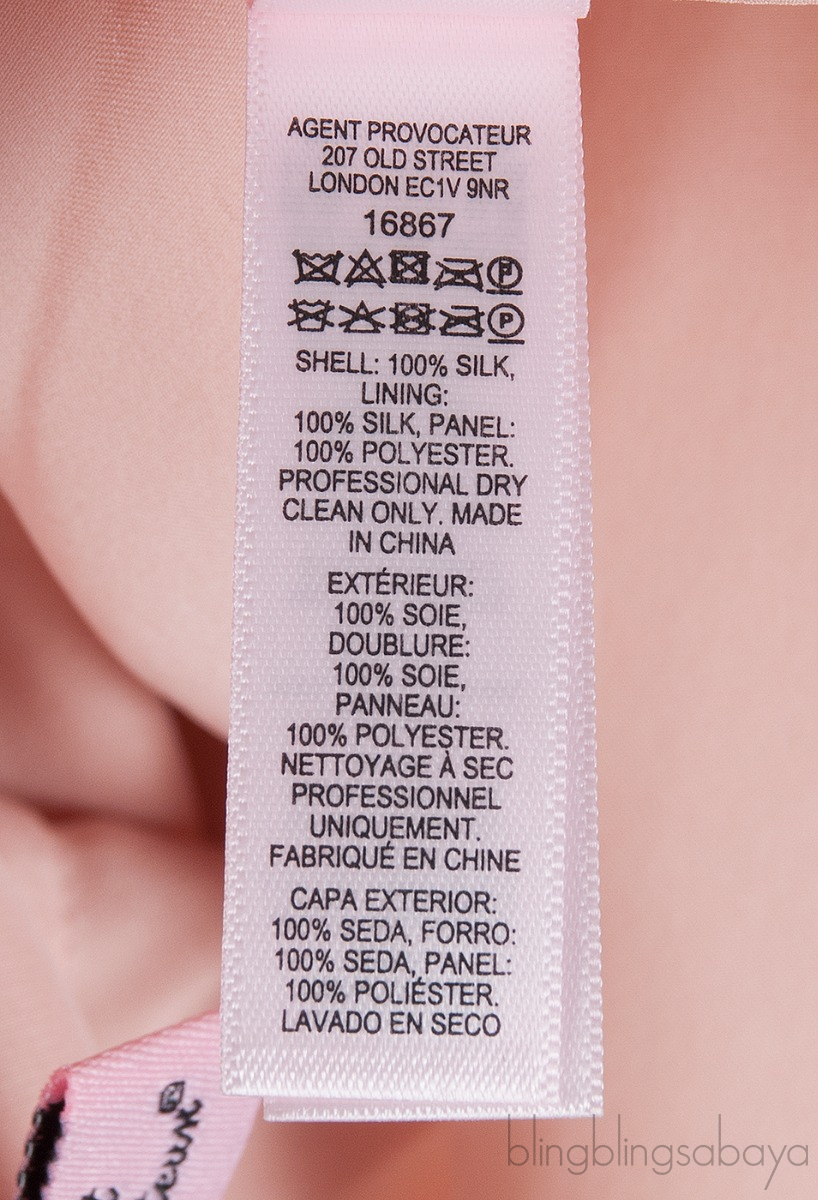 AGENT PROVOCATEUR
207 OLD STREET
LONDON EC1V 9NR
16867
SHELL: 100% SILK,
LINING:
100% SILK, PANEL:
100% POLYESTER.
PROFESSIONAL DRY
CLEAN ONLY. MADE
IN CHINA
EXTÉRIEUR:
100% SOIE,
DOUBLURE:
100% SOIE,
PANNEAU:
100% POLYESTER.
NETTOYAGE À SEC
PROFESSIONNEL
UNIQUEMENT.
FABRIQUÉ EN CHINE
CAPA EXTERIOR:
100% SEDA, FORRO:
100% SEDA, PANEL:
100% POLIÉSTER.
LAVADO EN SECO
blingblingsabaya